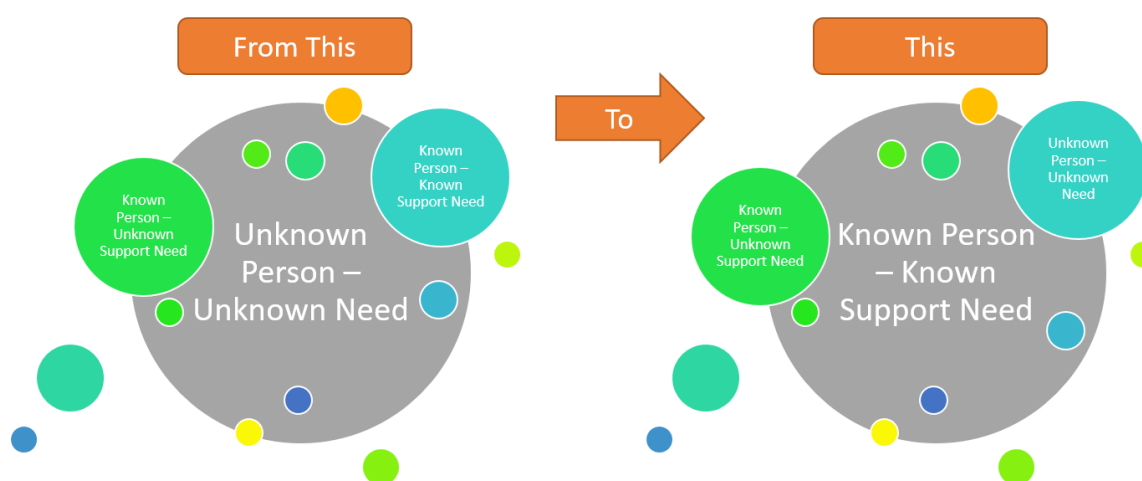 From This
Known
Person –
Unknown
Support Need
Known
Person –
Known
Support Need
Unknown
Person –
Unknown Need
To
This
Known
Person –
Unknown
Support Need
Unknown
Person –
Unknown
Need
Known Person
– Known
Support Need